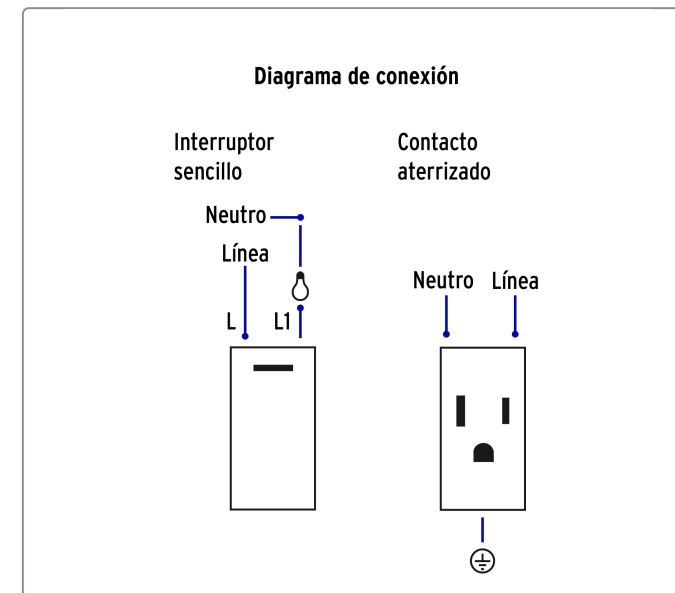 Diagrama de conexión
Interruptor
sencillo
Neutro
Línea
L
L1
Contacto
aterrizado
Neutro
Línea